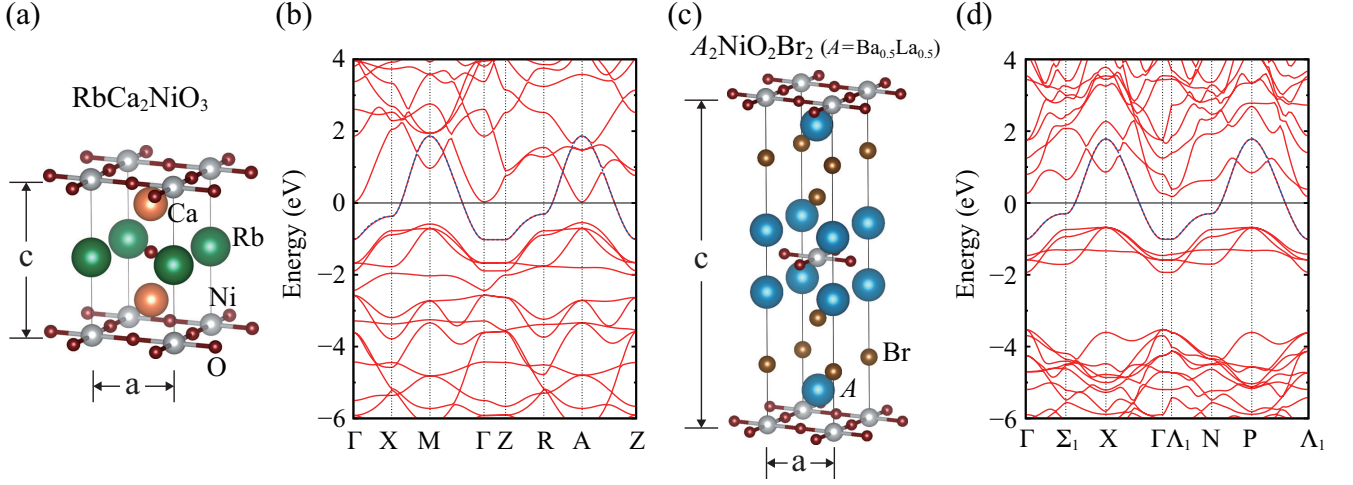 (a)
RbCa₂NiO₃
c
Ca
Rb
Ni
O
a
(b)
Energy (eV)
4
2
0
−2
−4
−6
Γ X M Γ Z R A Z
(c)
A₂NiO₂Br₂ (A=Ba₀.₅La₀.₅)
c
Br
A
a
(d)
Energy (eV)
4
2
0
−2
−4
−6
Γ Σ₁ X Γ Λ₁ N P Λ₁